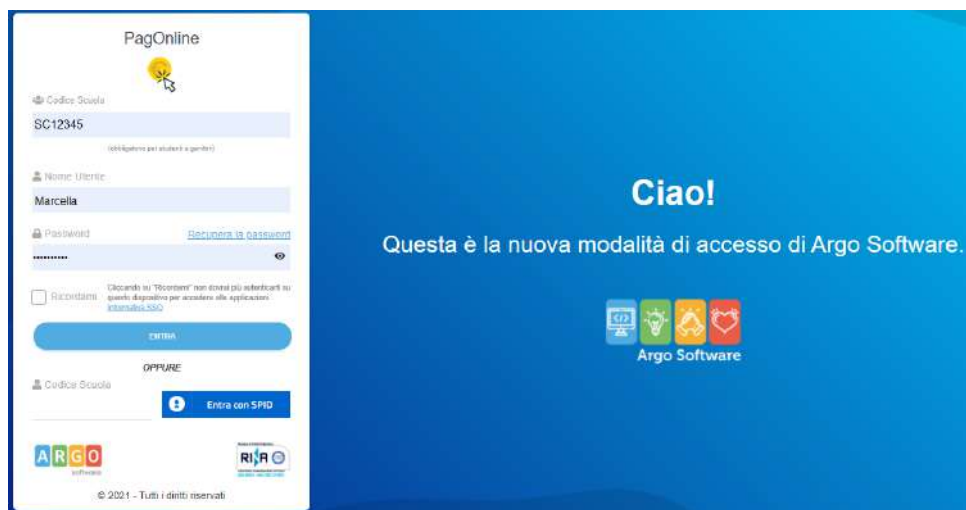 PagOnline
Codice Scuola
SC12345
(obbligatorio per studenti e genitori)
Nome Utente
Marcella
Password
Recupera la password
Ricordami
Cliccando su "Ricordami" non dovrai più autenticarti su
questo dispositivo per accedere alle applicazioni
Informativa SSO
ENTRA
OPPURE
Codice Scuola
Entra con SPID
ARGO
software
RINA
© 2021 - Tutti i diritti riservati
Ciao!
Questa è la nuova modalità di accesso di Argo Software.
Argo Software